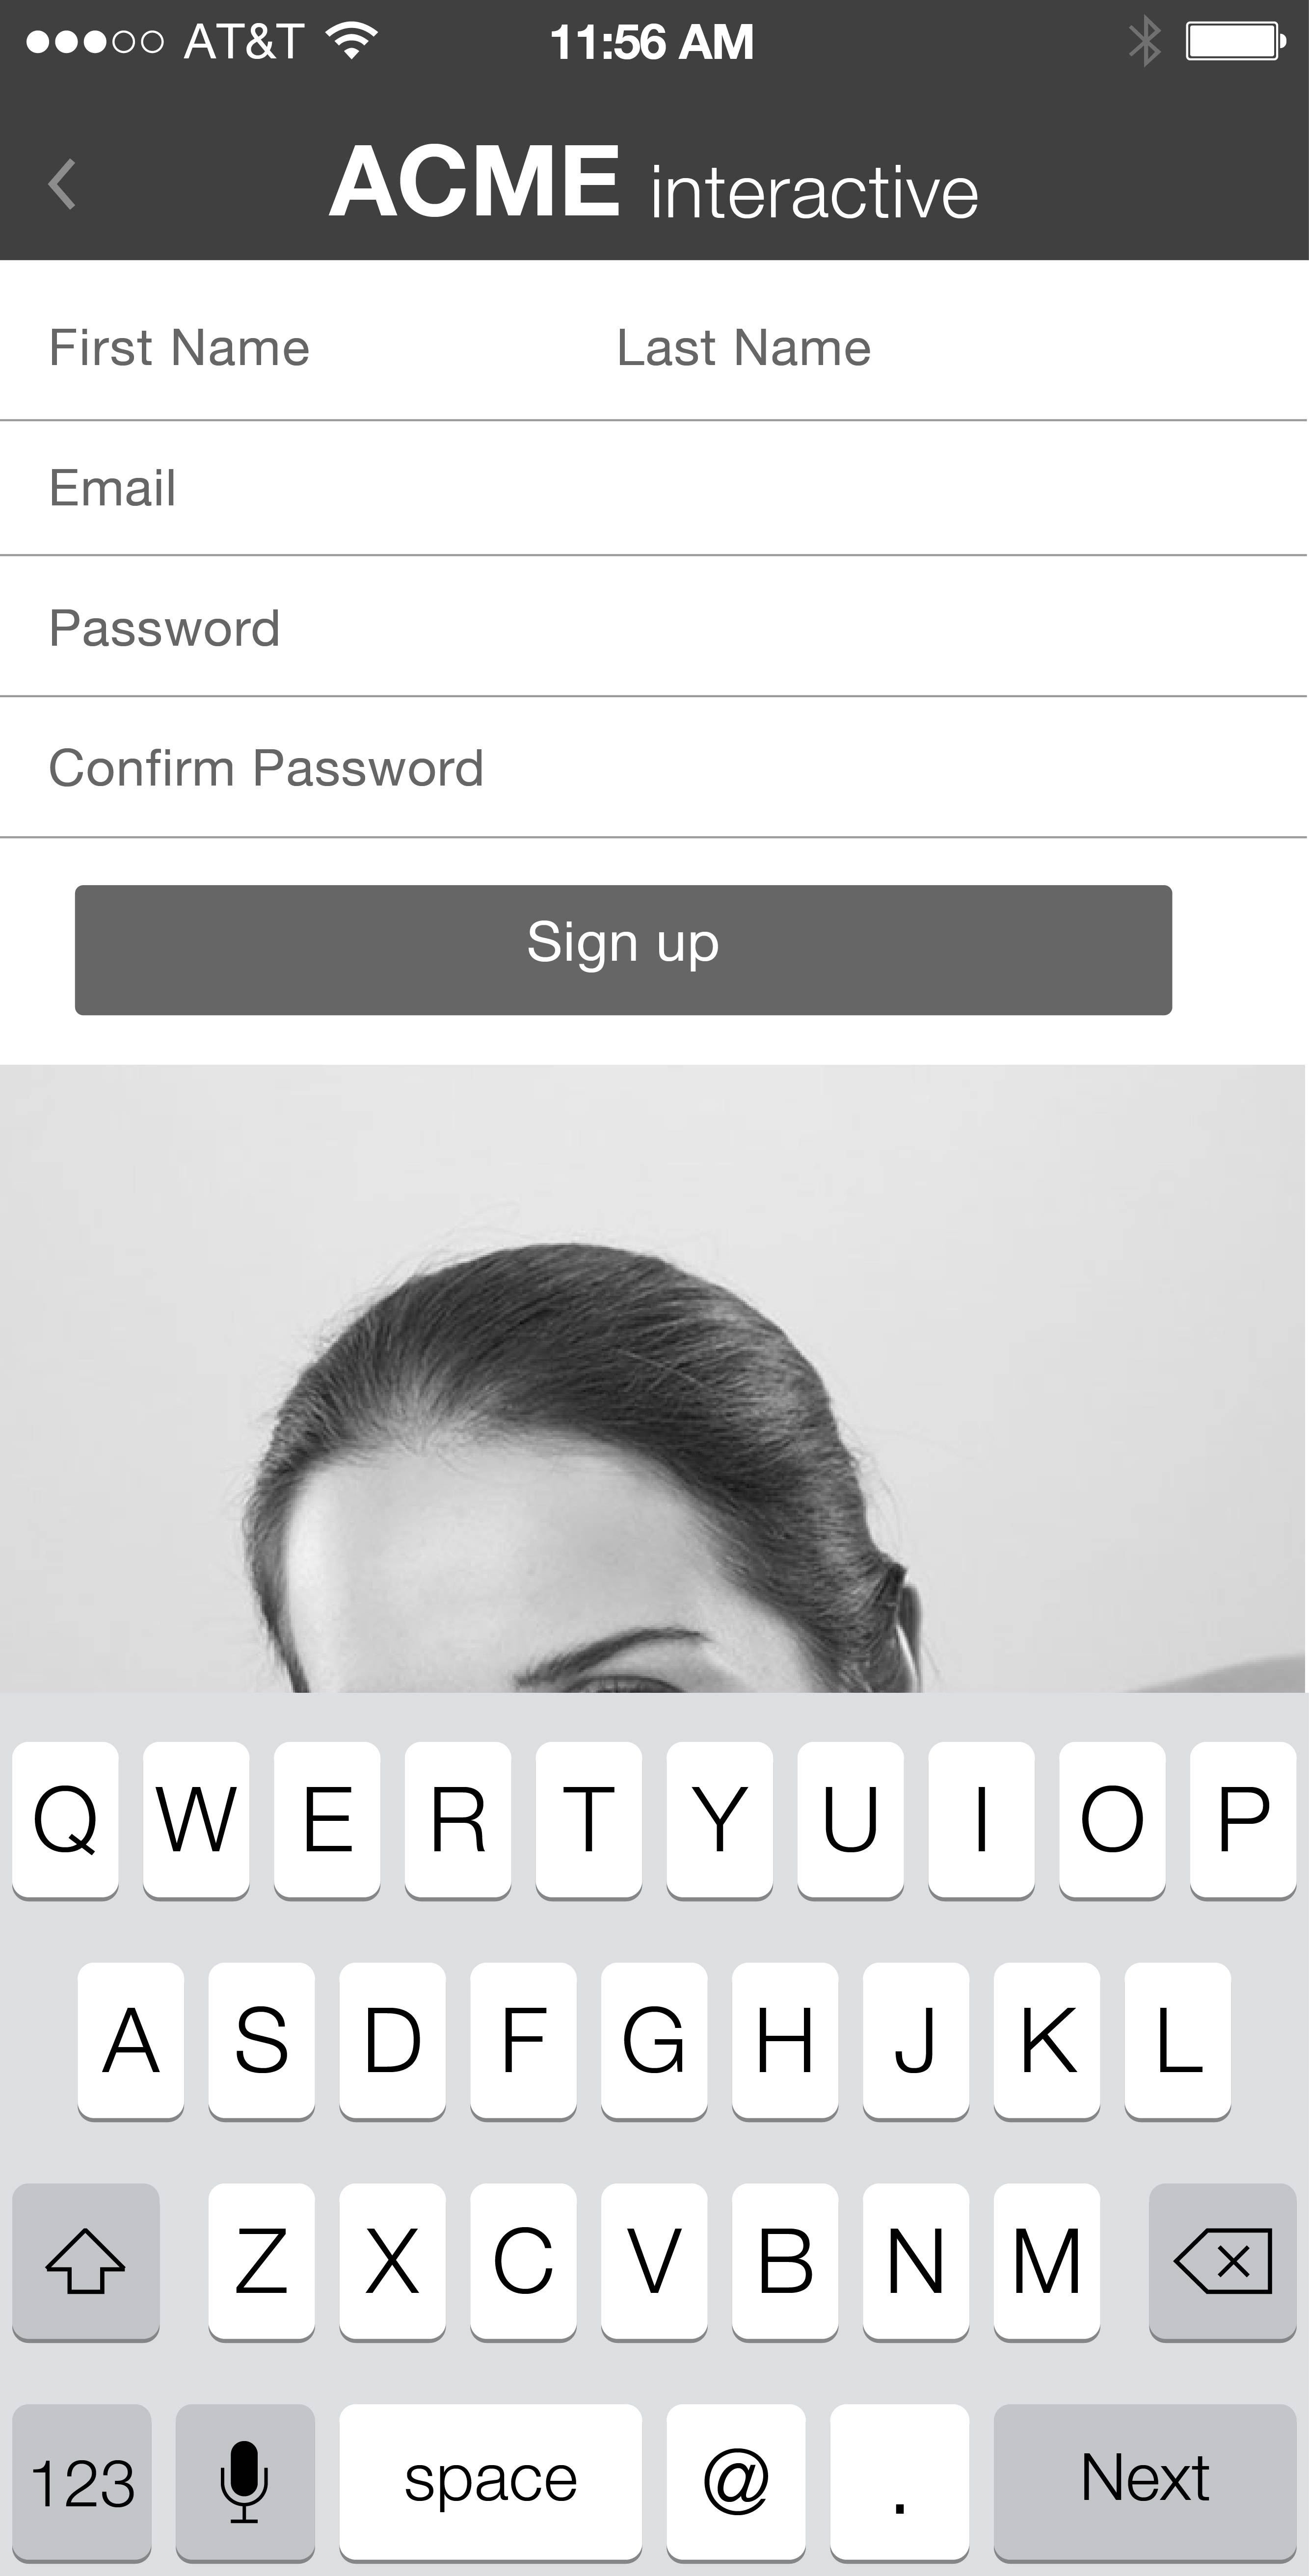 AT&T 11:56 AM
ACME interactive
First Name Last Name
Email
Password
Confirm Password
Sign up
Q W E R T Y U I O P
A S D F G H J K L
Z X C V B N M
123 space @ . Next